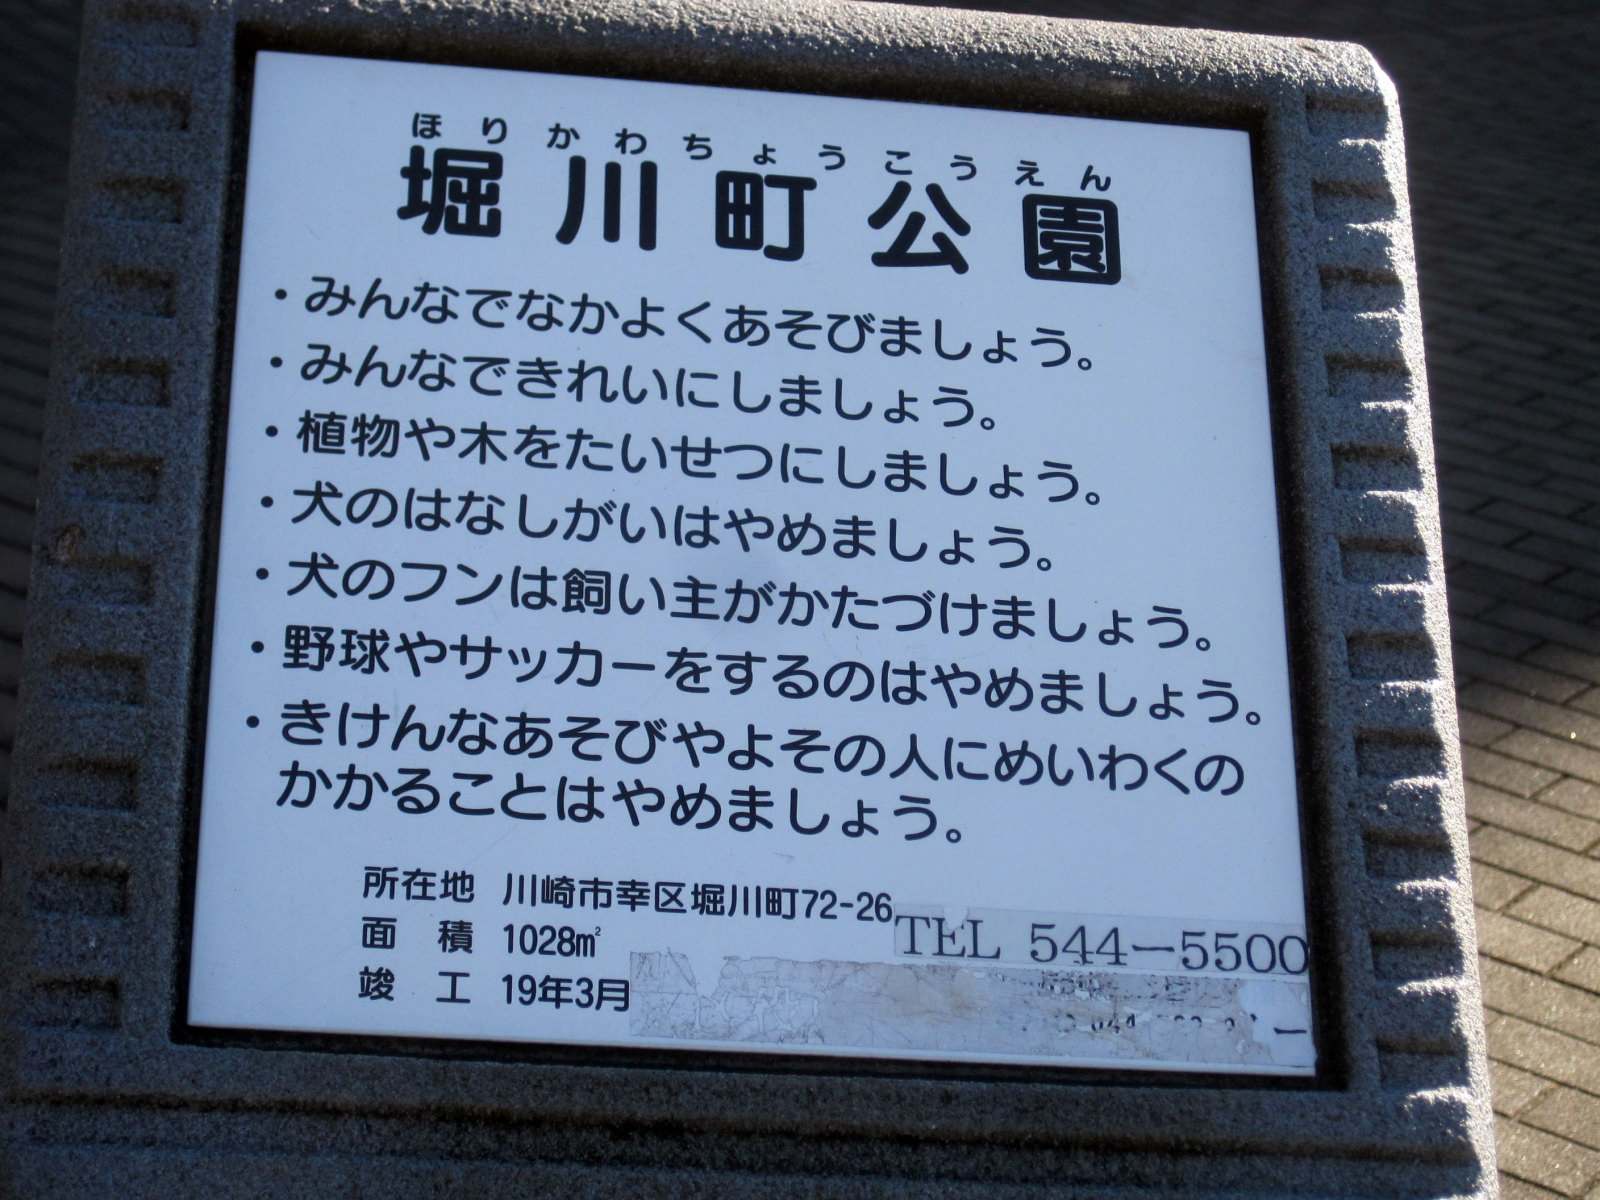 ほりかわちょうこうえん
堀川町公園
・みんなでなかよくあそびましょう。
・みんなできれいにしましょう。
・植物や木をたいせつにしましょう。
・犬のはなしがいはやめましょう。
・犬のフンは飼い主がかたづけましょう。
・野球やサッカーをするのはやめましょう。
・きけんなあそびやよその人にめいわくの
かかることはやめましょう。
所在地 川崎市幸区堀川町72-26
TEL 544-5500
面 積 1028㎡
竣 工 19年3月